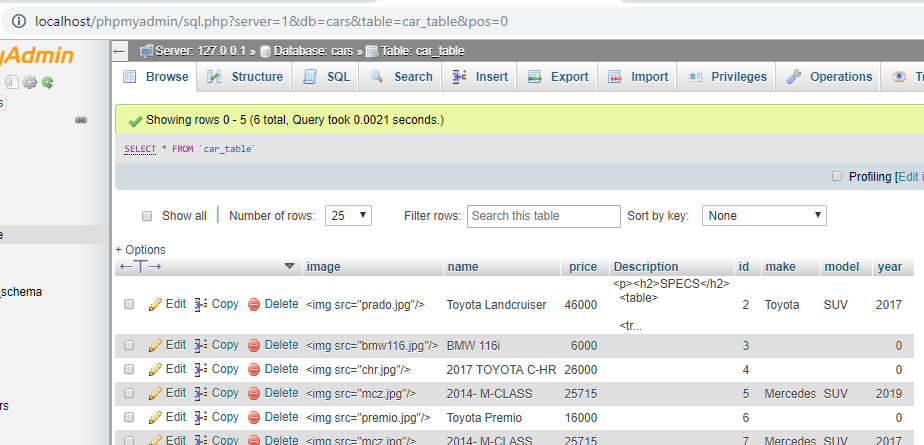 localhost/phpmyadmin/sql.php?server=1&db=cars&table=car_table&pos=0
yAdmin
Server: 127.0.0.1 » Database: cars » Table: car_table
Browse Structure SQL Search Insert Export Import Privileges Operations
Showing rows 0 - 5 (6 total, Query took 0.0021 seconds.)
SELECT * FROM `car_table`
Profiling [Edit i
Show all Number of rows: 25 Filter rows: Search this table Sort by key: None
+ Options
←T→ image name price Description id make model year
Edit Copy Delete <img src="prado.jpg"/> Toyota Landcruiser 46000 <p><h2>SPECS</h2>
<table>
<tr... 2 Toyota SUV 2017
Edit Copy Delete <img src="bmw116.jpg"/> BMW 116i 6000 3 0
Edit Copy Delete <img src="chr.jpg"/> 2017 TOYOTA C-HR 26000 4 0
Edit Copy Delete <img src="mcz.jpg"/> 2014- M-CLASS 25715 5 Mercedes SUV 2019
Edit Copy Delete <img src="premio.jpg"/> Toyota Premio 16000 6 0
Edit Copy Delete <img src="mcz.jpg"/> 2014- M-CLASS 25715 7 Mercedes SUV 2017
_schema
rs